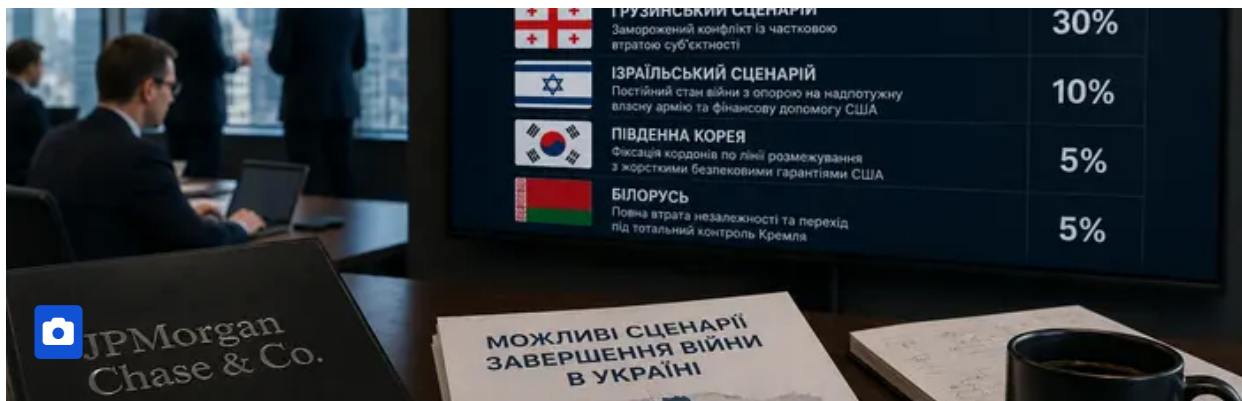 ГРУЗИНСЬКИЙ СЦЕНАРІЙ
30%
Заморожений конфлікт із частковою
втратою суб'єктності
ІЗРАЇЛЬСЬКИЙ СЦЕНАРІЙ
10%
Постійний стан війни з опорою на надпотужну
власну армію та фінансову допомогу США
ПІВДЕННА КОРЕЯ
5%
Фіксація кордонів по лінії розмежування
з жорсткими безпековими гарантіями США
БІЛОРУСЬ
5%
Повна втрата незалежності та перехід
під тотальний контроль Кремля
JPMorgan
Chase & Co.
МОЖЛИВІ СЦЕНАРІЇ
ЗАВЕРШЕННЯ ВІЙНИ
В УКРАЇНІ